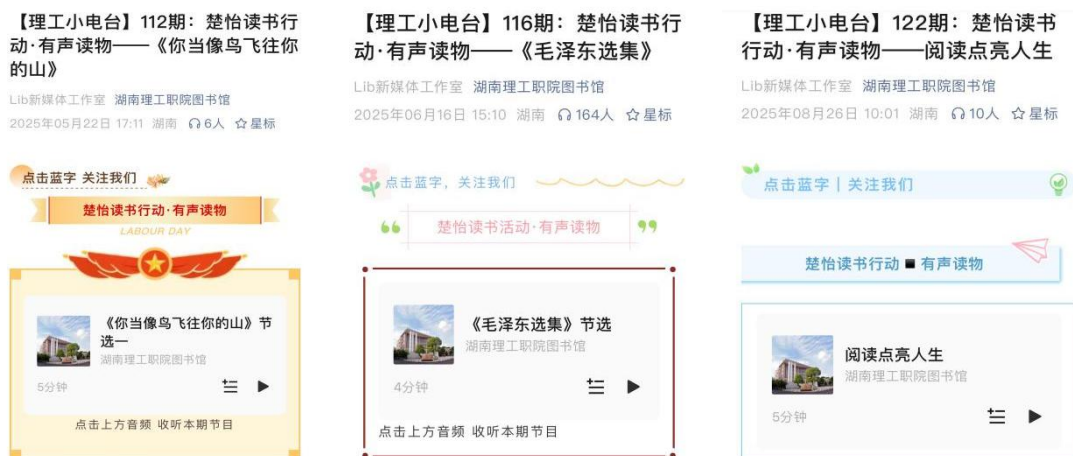 【理工小电台】112期：楚怡读书行
动·有声读物——《你当像鸟飞往你
的山》
Lib新媒体工作室 湖南理工职院图书馆
2025年05月22日 17:11 湖南 6人 星标
点击蓝字 关注我们
楚怡读书行动·有声读物
LABOUR DAY
《你当像鸟飞往你的山》节
选一
湖南理工职院图书馆
5分钟
点击上方音频 收听本期节目
【理工小电台】116期：楚怡读书行
动·有声读物——《毛泽东选集》
Lib新媒体工作室 湖南理工职院图书馆
2025年06月16日 15:10 湖南 164人 星标
点击蓝字，关注我们
楚怡读书活动·有声读物
《毛泽东选集》节选
湖南理工职院图书馆
4分钟
点击上方音频 收听本期节目
【理工小电台】122期：楚怡读书
行动·有声读物——阅读点亮人生
Lib新媒体工作室 湖南理工职院图书馆
2025年08月26日 10:01 湖南 10人 星标
点击蓝字｜关注我们
楚怡读书行动 ■ 有声读物
阅读点亮人生
湖南理工职院图书馆
5分钟